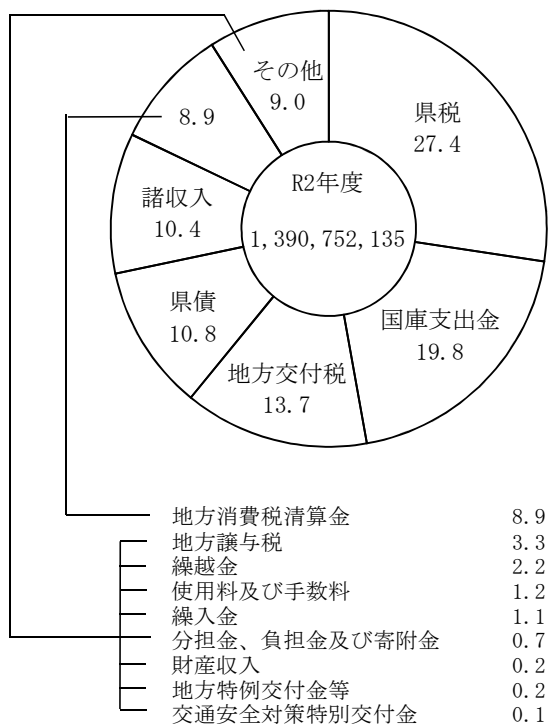 その他
9.0
県税
27.4
8.9
R2年度
諸収入
10.4
1,390,752,135
県債
10.8
国庫支出金
19.8
地方交付税
13.7
地方消費税清算金 8.9
地方譲与税 3.3
繰越金 2.2
使用料及び手数料 1.2
繰入金 1.1
分担金、負担金及び寄附金 0.7
財産収入 0.2
地方特例交付金等 0.2
交通安全対策特別交付金 0.1